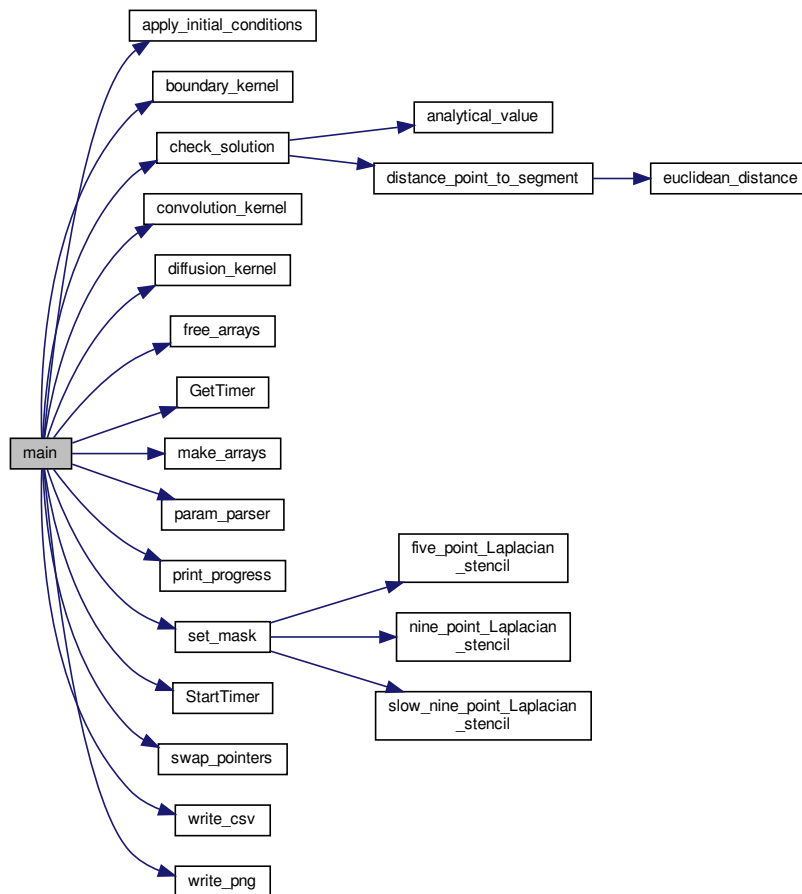 apply_initial_conditions
boundary_kernel
analytical_value
check_solution
distance_point_to_segment
euclidean_distance
convolution_kernel
diffusion_kernel
free_arrays
GetTimer
main
make_arrays
param_parser
print_progress
five_point_Laplacian
_stencil
set_mask
nine_point_Laplacian
_stencil
StartTimer
slow_nine_point_Laplacian
_stencil
swap_pointers
write_csv
write_png